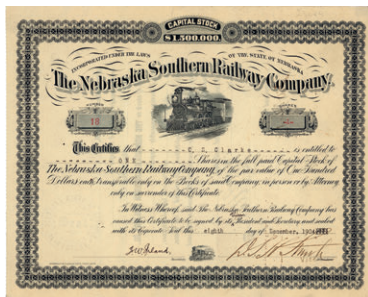 CAPITAL STOCK
$1,500,000.
INCORPORATED UNDER THE LAWS OF THE STATE OF NEBRASKA
The Nebraska Southern Railway Company.
This Certifies that C. C. Clarke is entitled to
ONE Shares in the full paid Capital Stock of
The Nebraska Southern Railway Company, of the par value of One Hundred
Dollars each, transferable only on the Books of said Company, in person or by Attorney
only on surrender of this Certificate.
In Witness Whereof, said The Nebraska Southern Railway Company has
caused this Certificate to be signed by its President and Secretary and sealed
with its Corporate Seal this eighth day of December, 190